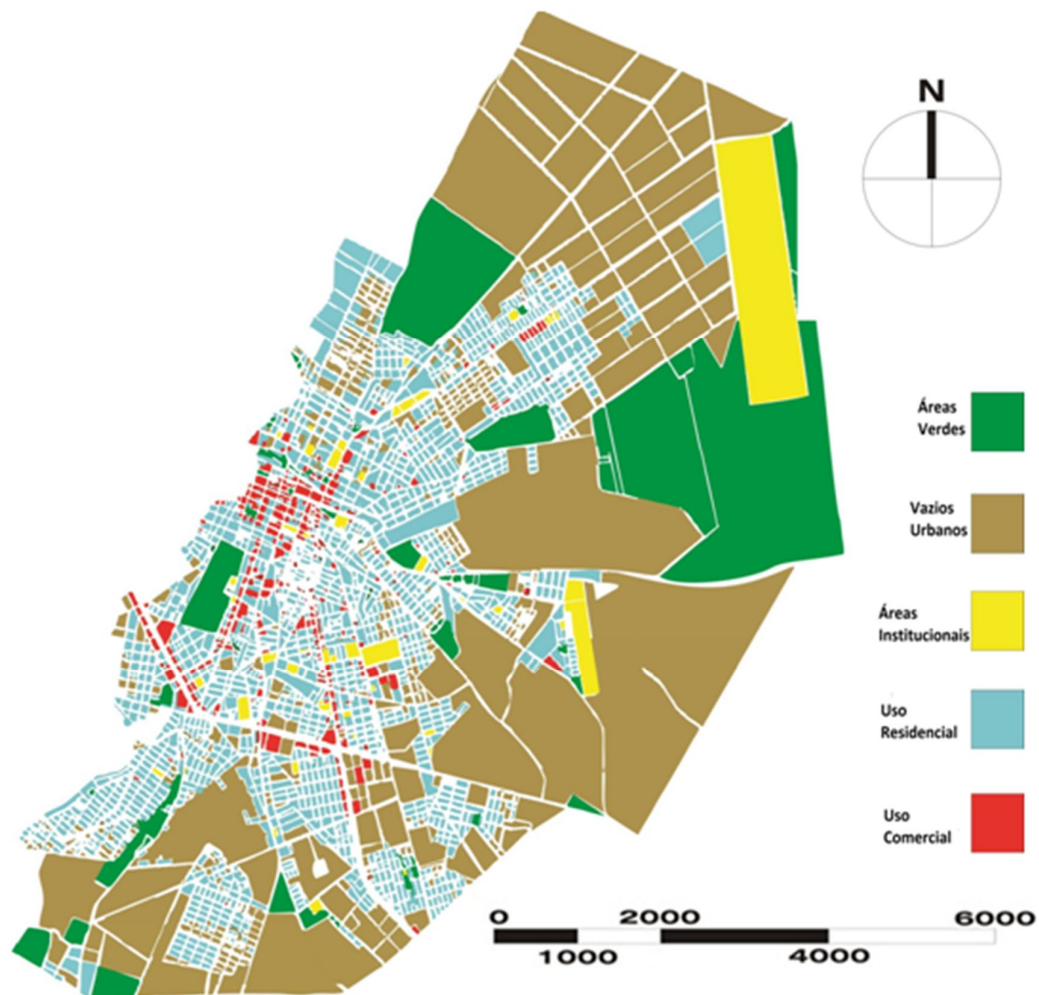 N
Áreas
Verdes
Vazios
Urbanos
Áreas
Institucionais
Uso
Residencial
Uso
Comercial
0 2000 6000
1000 4000